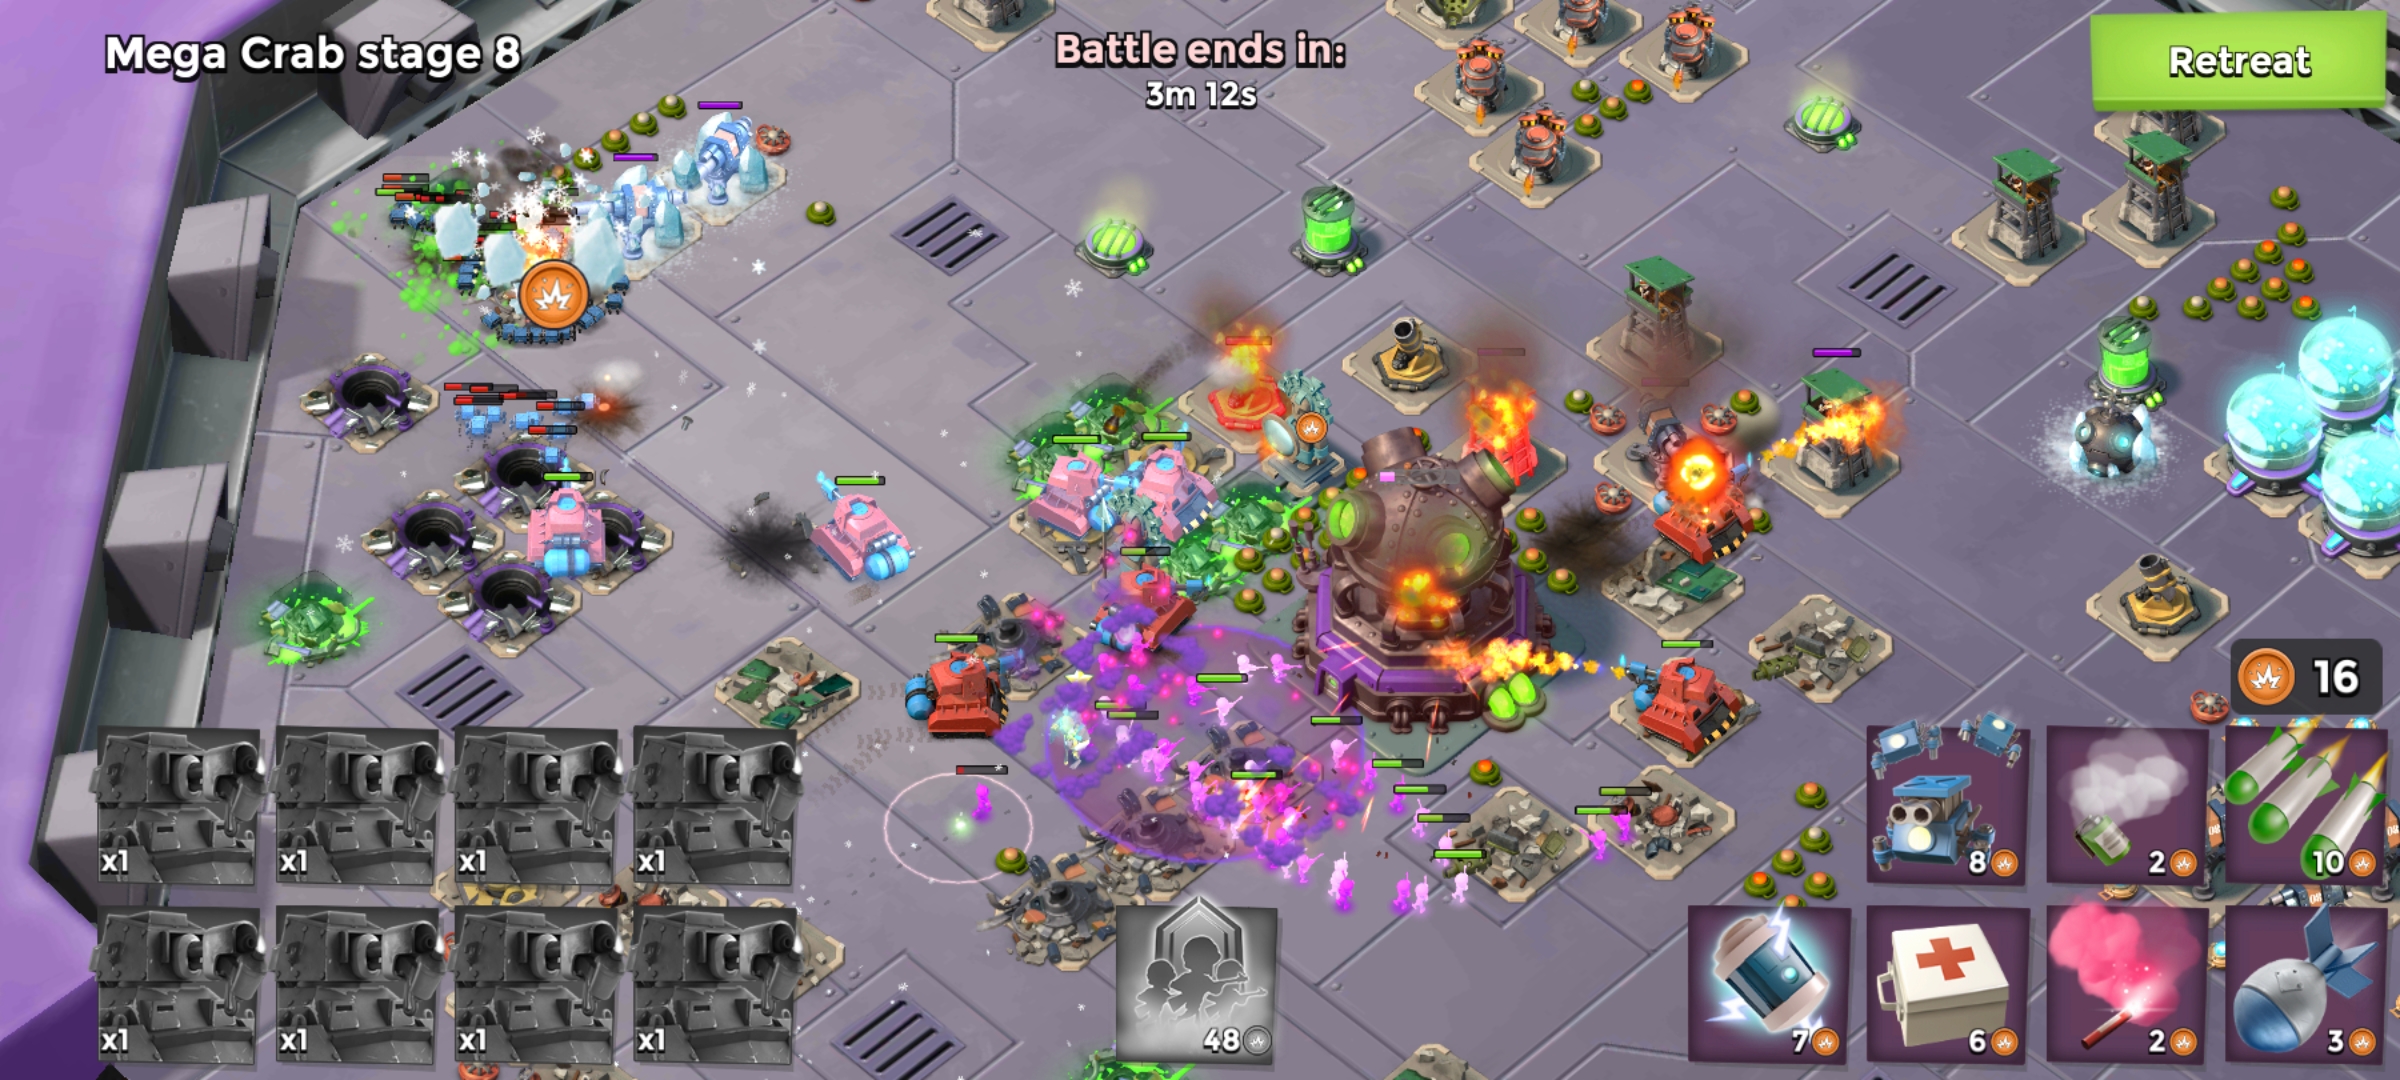 Mega Crab stage 8
Battle ends in:
3m 12s
Retreat
16
x1
x1
x1
x1
8
2
10
x1
x1
x1
x1
48
7
6
2
3